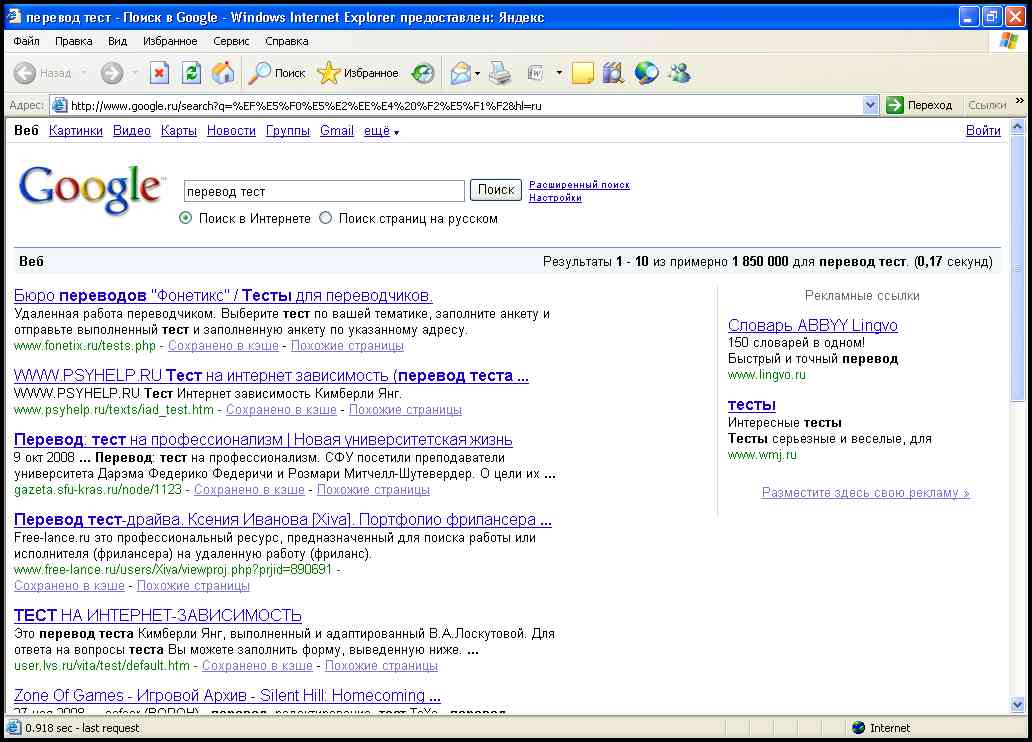 перевод тест - Поиск в Google - Windows Internet Explorer предоставлен: Яндекс
Файл Правка Вид Избранное Сервис Справка
Назад Поиск Избранное
Адрес: http://www.google.ru/search?q=%EF%E5%F0%E5%E2%EE%E4%20%F2%E5%F1%F2&hl=ru Переход Ссылки »
Веб Картинки Видео Карты Новости Группы Gmail ещё Войти
Google™
перевод тест Поиск Расширенный поиск
Настройки
Поиск в Интернете Поиск страниц на русском
Веб Результаты 1 - 10 из примерно 1 850 000 для перевод тест. (0,17 секунд)
Бюро переводов "Фонетикс" / Тесты для переводчиков.
Удаленная работа переводчиком. Выберите тест по вашей тематике, заполните анкету и
отправьте выполненный тест и заполненную анкету по указанному адресу.
www.fonetix.ru/tests.php - Сохранено в кэше - Похожие страницы
WWW.PSYHELP.RU Тест на интернет зависимость (перевод теста ...
WWW.PSYHELP.RU Тест Интернет зависимость Кимберли Янг.
www.psyhelp.ru/texts/iad_test.htm - Сохранено в кэше - Похожие страницы
Перевод: тест на профессионализм | Новая университетская жизнь
9 окт 2008 ... Перевод: тест на профессионализм. СФУ посетили преподаватели
университета Дарэма Федерико Федеричи и Розмари Митчелл-Шутевердер. О цели их ...
gazeta.sfu-kras.ru/node/1123 - Сохранено в кэше - Похожие страницы
Перевод тест-драйва. Ксения Иванова [Xiva]. Портфолио фрилансера ...
Free-lance.ru это профессиональный ресурс, предназначенный для поиска работы или
исполнителя (фрилансера) на удаленную работу (фриланс).
www.free-lance.ru/users/Xiva/viewproj.php?prjid=890691 -
Сохранено в кэше - Похожие страницы
ТЕСТ НА ИНТЕРНЕТ-ЗАВИСИМОСТЬ
Это перевод теста Кимберли Янг, выполненный и адаптированный В.А.Лоскутовой. Для
ответа на вопросы теста Вы можете заполнить форму, выведенную ниже. ...
user.lvs.ru/vita/test/default.htm - Сохранено в кэше - Похожие страницы
Zone Of Games - Игровой Архив - Silent Hill: Homecoming ...
Рекламные ссылки
Словарь ABBYY Lingvo
150 словарей в одном!
Быстрый и точный перевод
www.lingvo.ru
тесты
Интересные тесты
Тесты серьезные и веселые, для
www.wmj.ru
Разместите здесь свою рекламу »
0.918 sec - last request Internet